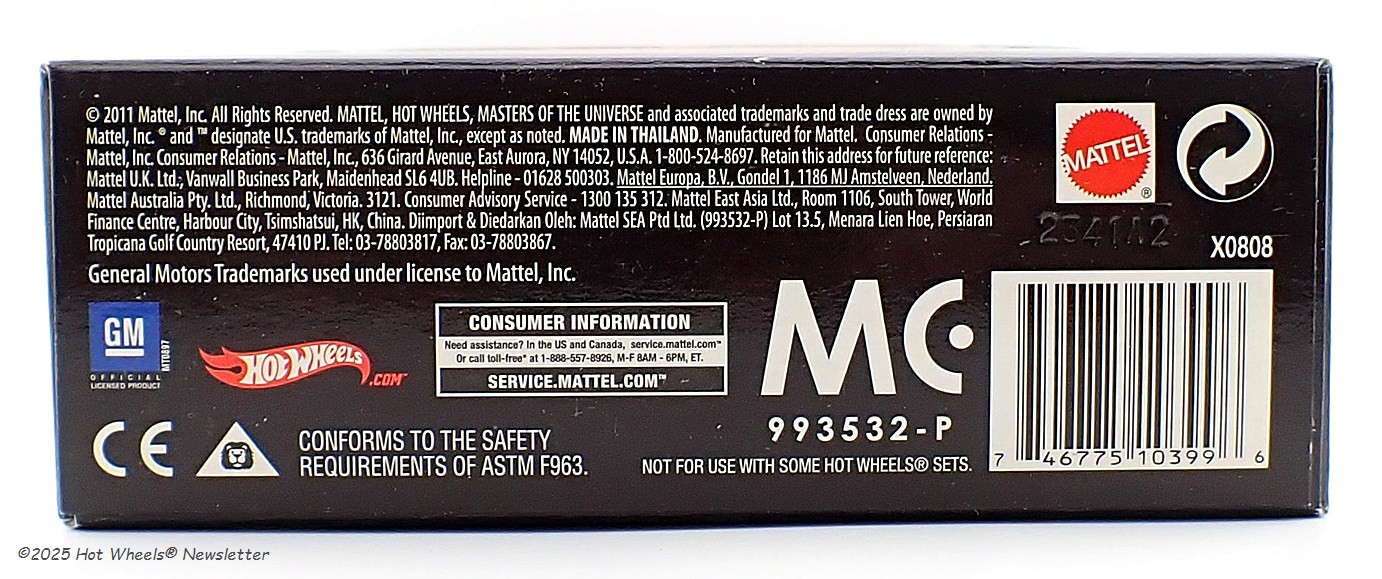 © 2011 Mattel, Inc. All Rights Reserved. MATTEL, HOT WHEELS, MASTERS OF THE UNIVERSE and associated trademarks and trade dress are owned by
Mattel, Inc. ® and ™ designate U.S. trademarks of Mattel, Inc., except as noted. MADE IN THAILAND. Manufactured for Mattel. Consumer Relations -
Mattel, Inc. Consumer Relations - Mattel, Inc., 636 Girard Avenue, East Aurora, NY 14052, U.S.A. 1-800-524-8697. Retain this address for future reference:
Mattel U.K. Ltd., Vanwall Business Park, Maidenhead SL6 4UB. Helpline - 01628 500303. Mattel Europa, B.V., Gondel 1, 1186 MJ Amstelveen, Nederland.
Mattel Australia Pty. Ltd., Richmond, Victoria. 3121. Consumer Advisory Service - 1300 135 312. Mattel East Asia Ltd., Room 1106, South Tower, World
Finance Centre, Harbour City, Tsimshatsui, HK, China. Diimport & Diedarkan Oleh: Mattel SEA Ptd Ltd. (993532-P) Lot 13.5, Menara Lien Hoe, Persiaran
Tropicana Golf Country Resort, 47410 PJ. Tel: 03-78803817, Fax: 03-78803867.
General Motors Trademarks used under license to Mattel, Inc.
MATTEL ®
X0808
GM
OFFICIAL
LICENSED PRODUCT
MT0897
HOT WHEELS.COM™
CONSUMER INFORMATION
Need assistance? In the US and Canada, service.mattel.com™
Or call toll-free* at 1-888-557-8926, M-F 8AM - 6PM, ET.
SERVICE.MATTEL.COM™
MC
993532-P
CE
CONFORMS TO THE SAFETY
REQUIREMENTS OF ASTM F963.
NOT FOR USE WITH SOME HOT WHEELS® SETS.
7 46775 10399 6
©2025 Hot Wheels® Newsletter